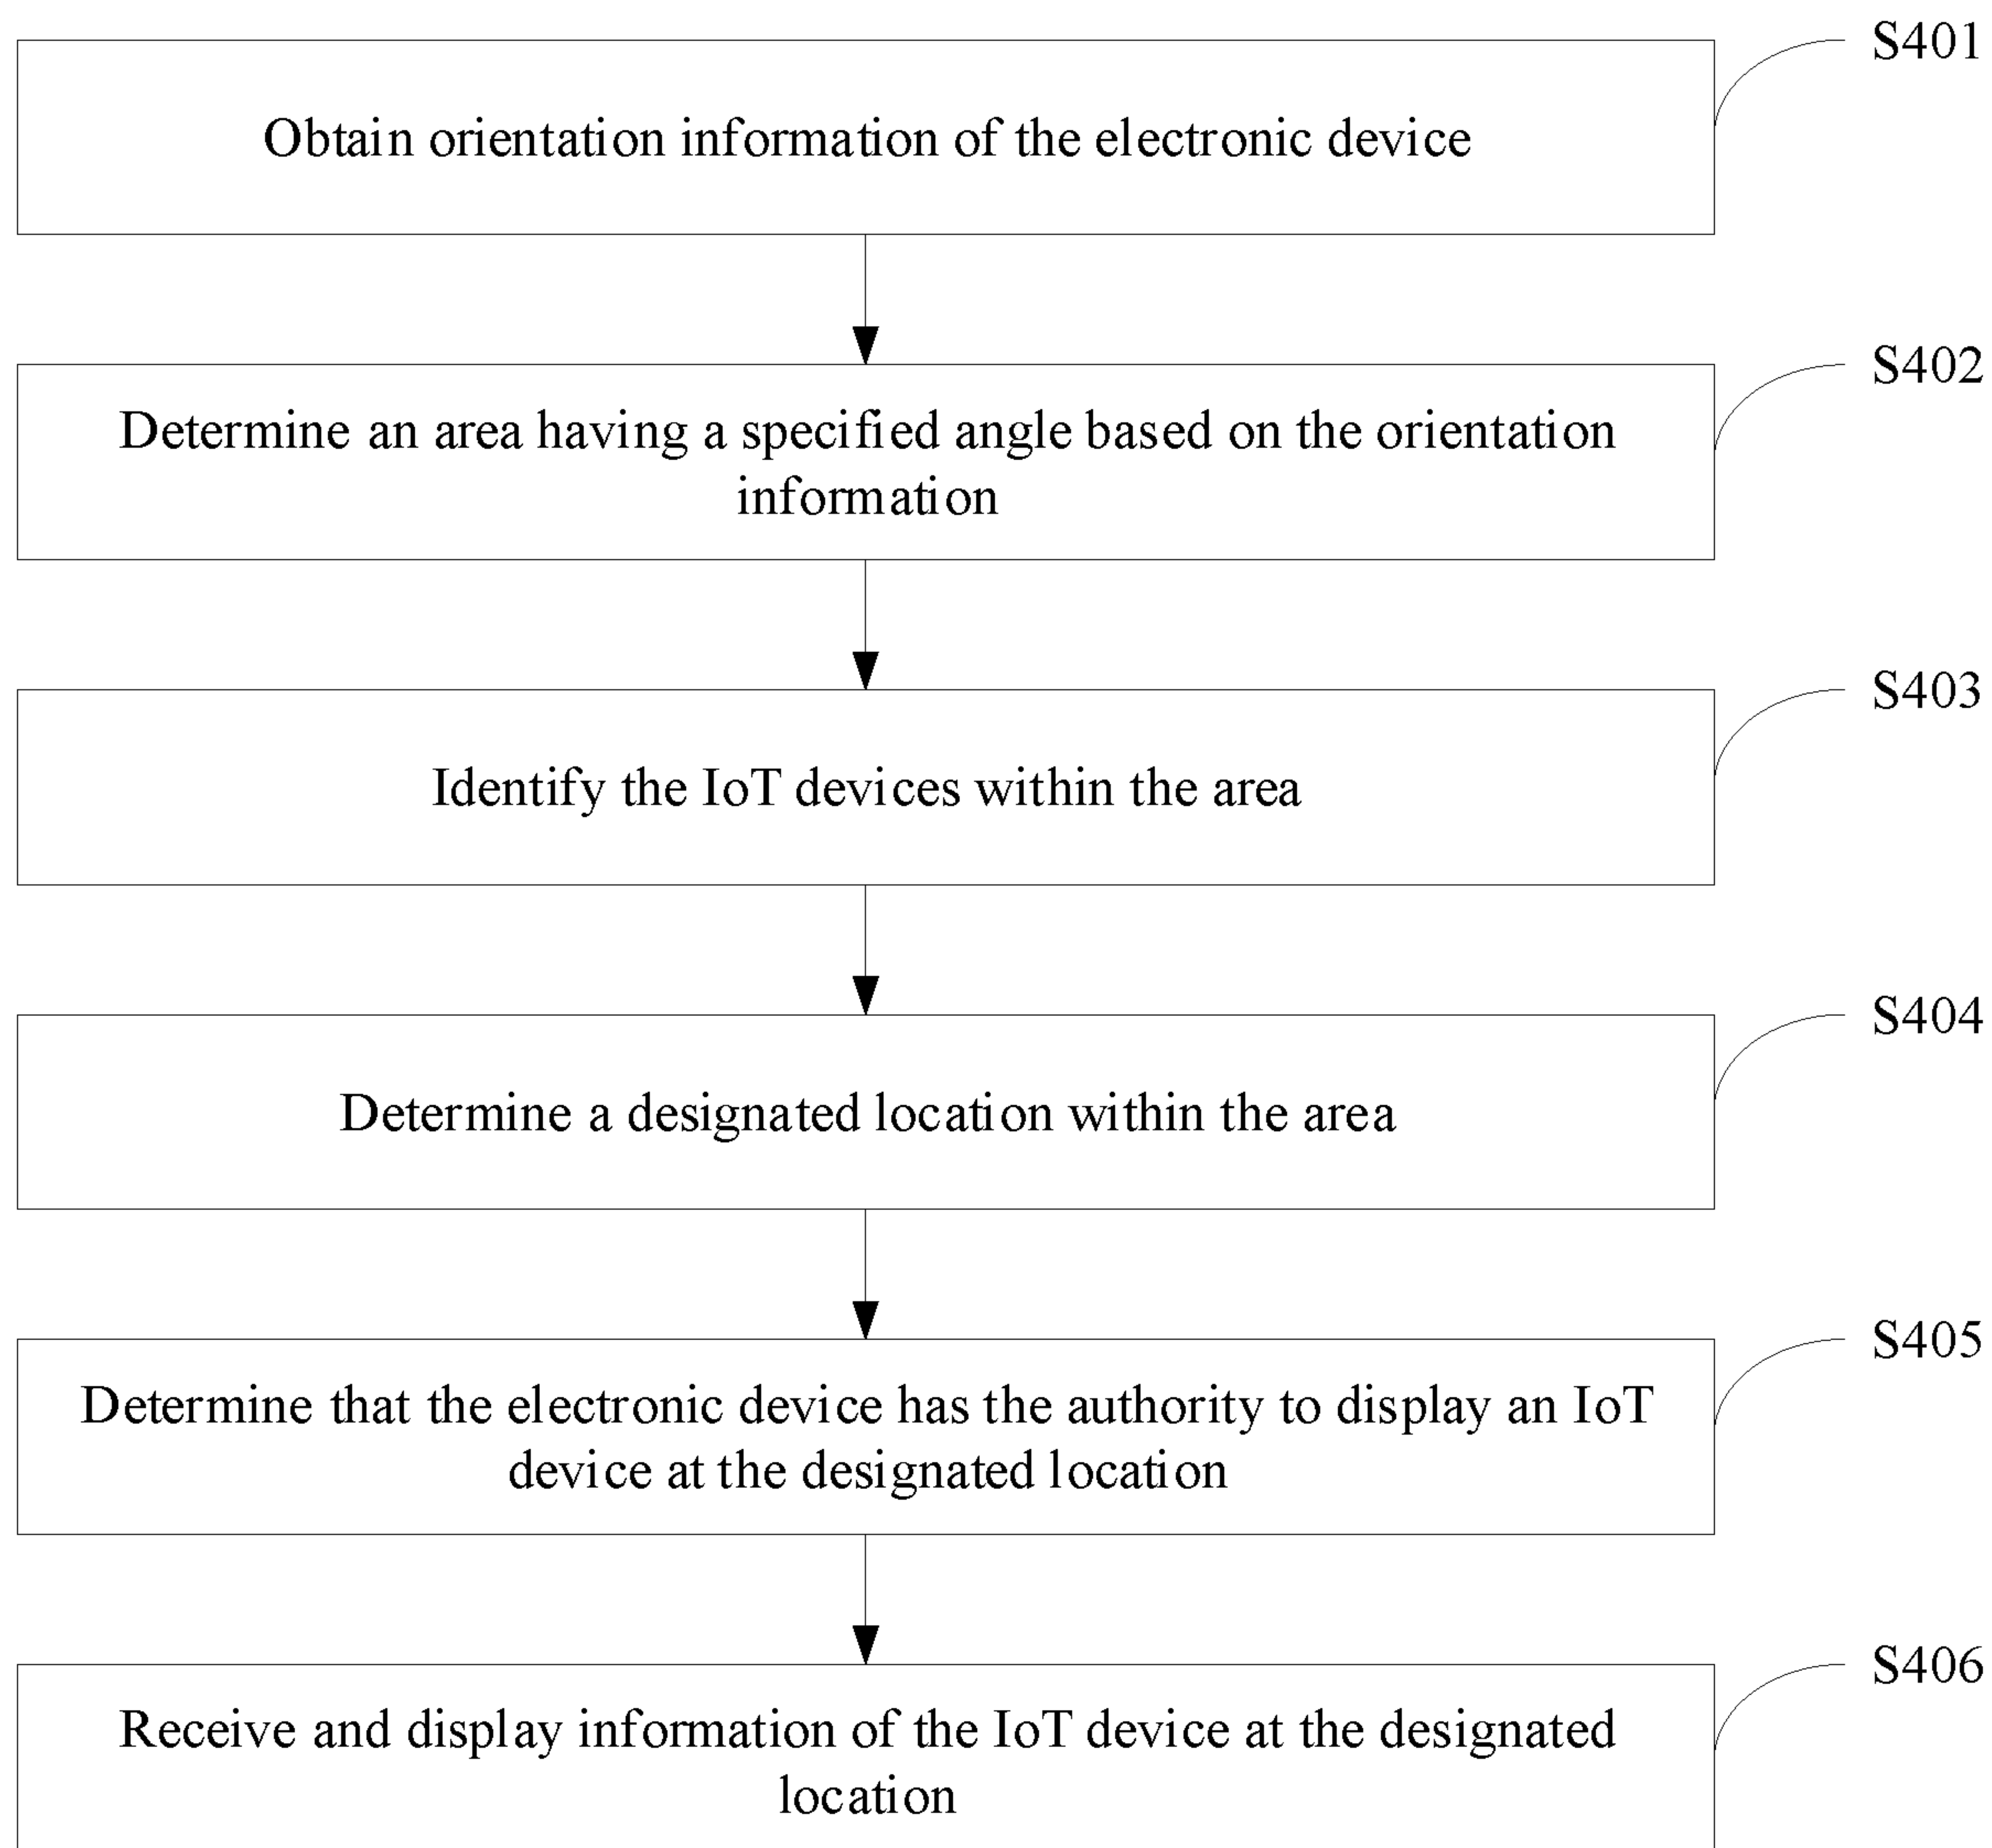 S401
Obtain orientation information of the electronic device
S402
Determine an area having a specified angle based on the orientation
information
S403
Identify the IoT devices within the area
S404
Determine a designated location within the area
S405
Determine that the electronic device has the authority to display an IoT
device at the designated location
S406
Receive and display information of the IoT device at the designated
location